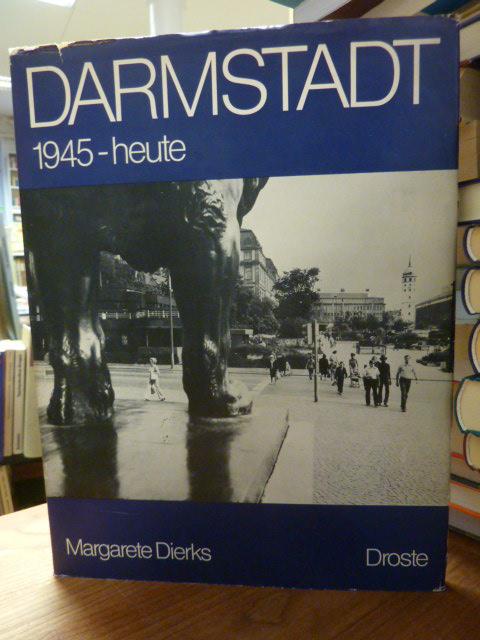 DARMSTADT
1945-heute
Margarete Dierks
Droste